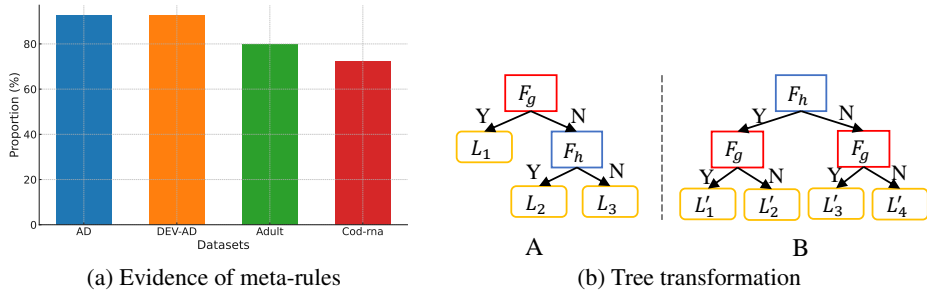 Proportion (%)
80
60
40
20
0
AD
DEV-AD
Adult
Cod-rna
Datasets
(a) Evidence of meta-rules
F_g
Y
N
L_1
F_h
Y
N
L_2
L_3
A
F_h
Y
N
F_g
F_g
Y
N
Y
N
L'_1
L'_2
L'_3
L'_4
B
(b) Tree transformation